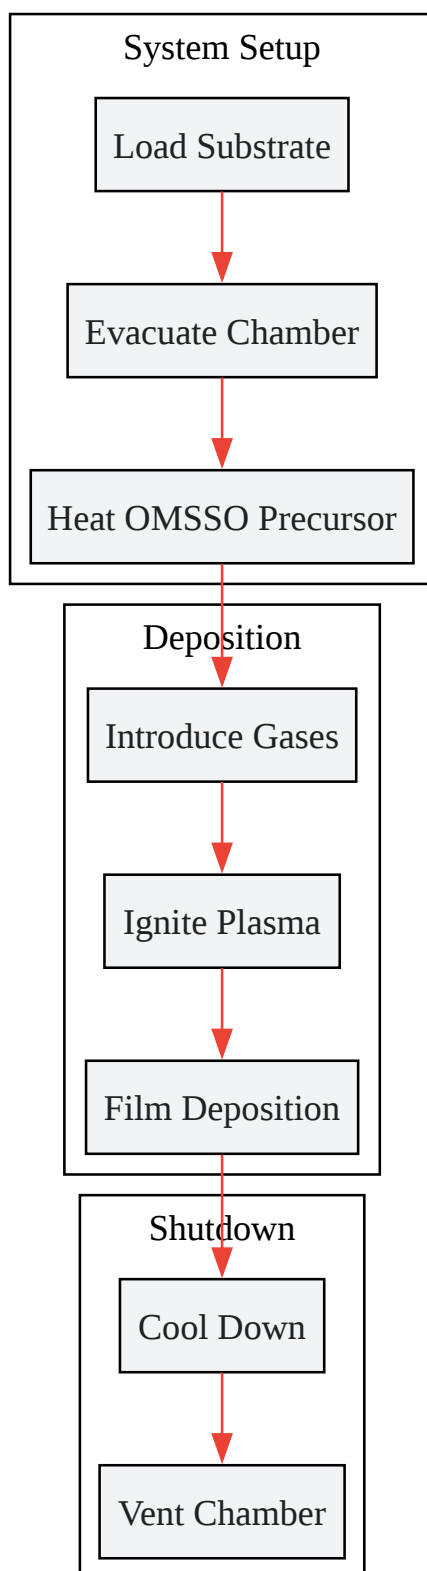 System Setup
Load Substrate
Evacuate Chamber
Heat OMSSO Precursor
Deposition
Introduce Gases
Ignite Plasma
Film Deposition
Shutdown
Cool Down
Vent Chamber